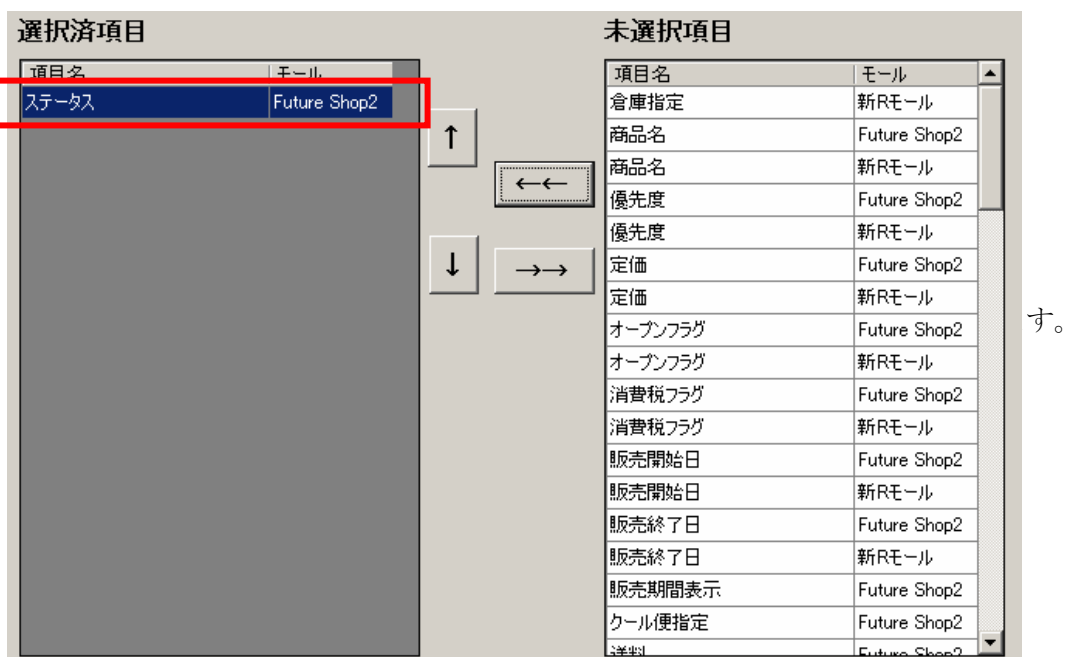 選択済項目
項目名 モール
ステータス Future Shop2
↑
←←
↓
→→
未選択項目
項目名 モール
倉庫指定 新Rモール
商品名 Future Shop2
商品名 新Rモール
優先度 Future Shop2
優先度 新Rモール
定価 Future Shop2
定価 新Rモール
オープンフラグ Future Shop2
オープンフラグ 新Rモール
消費税フラグ Future Shop2
消費税フラグ 新Rモール
販売開始日 Future Shop2
販売開始日 新Rモール
販売終了日 Future Shop2
販売終了日 新Rモール
販売期間表示 Future Shop2
クール便指定 Future Shop2
送料 Future Shop2
す。